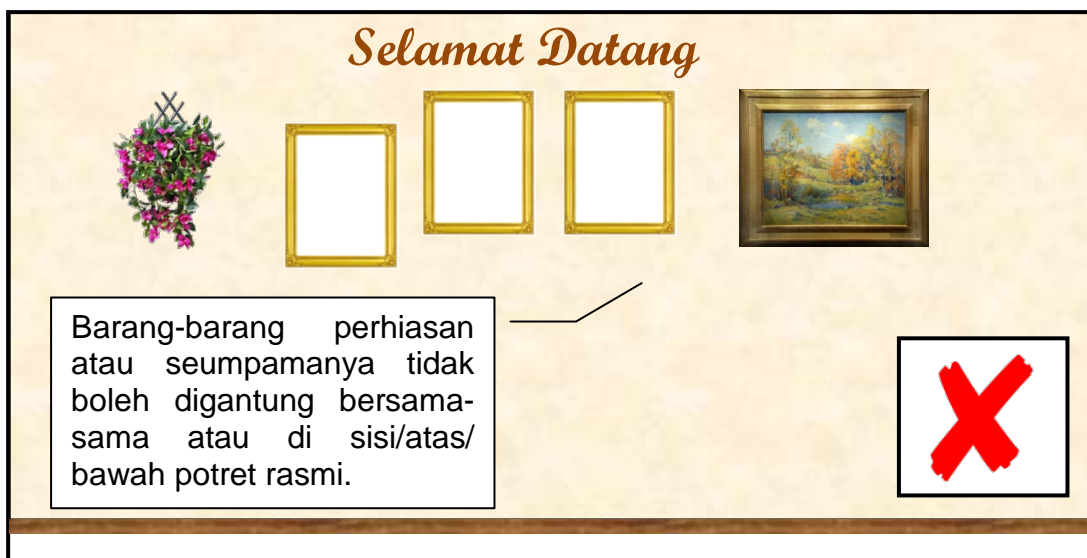 Selamat Datang
Barang-barang perhiasan
atau seumpamanya tidak
boleh digantung bersama-
sama atau di sisi/atas/
bawah potret rasmi.